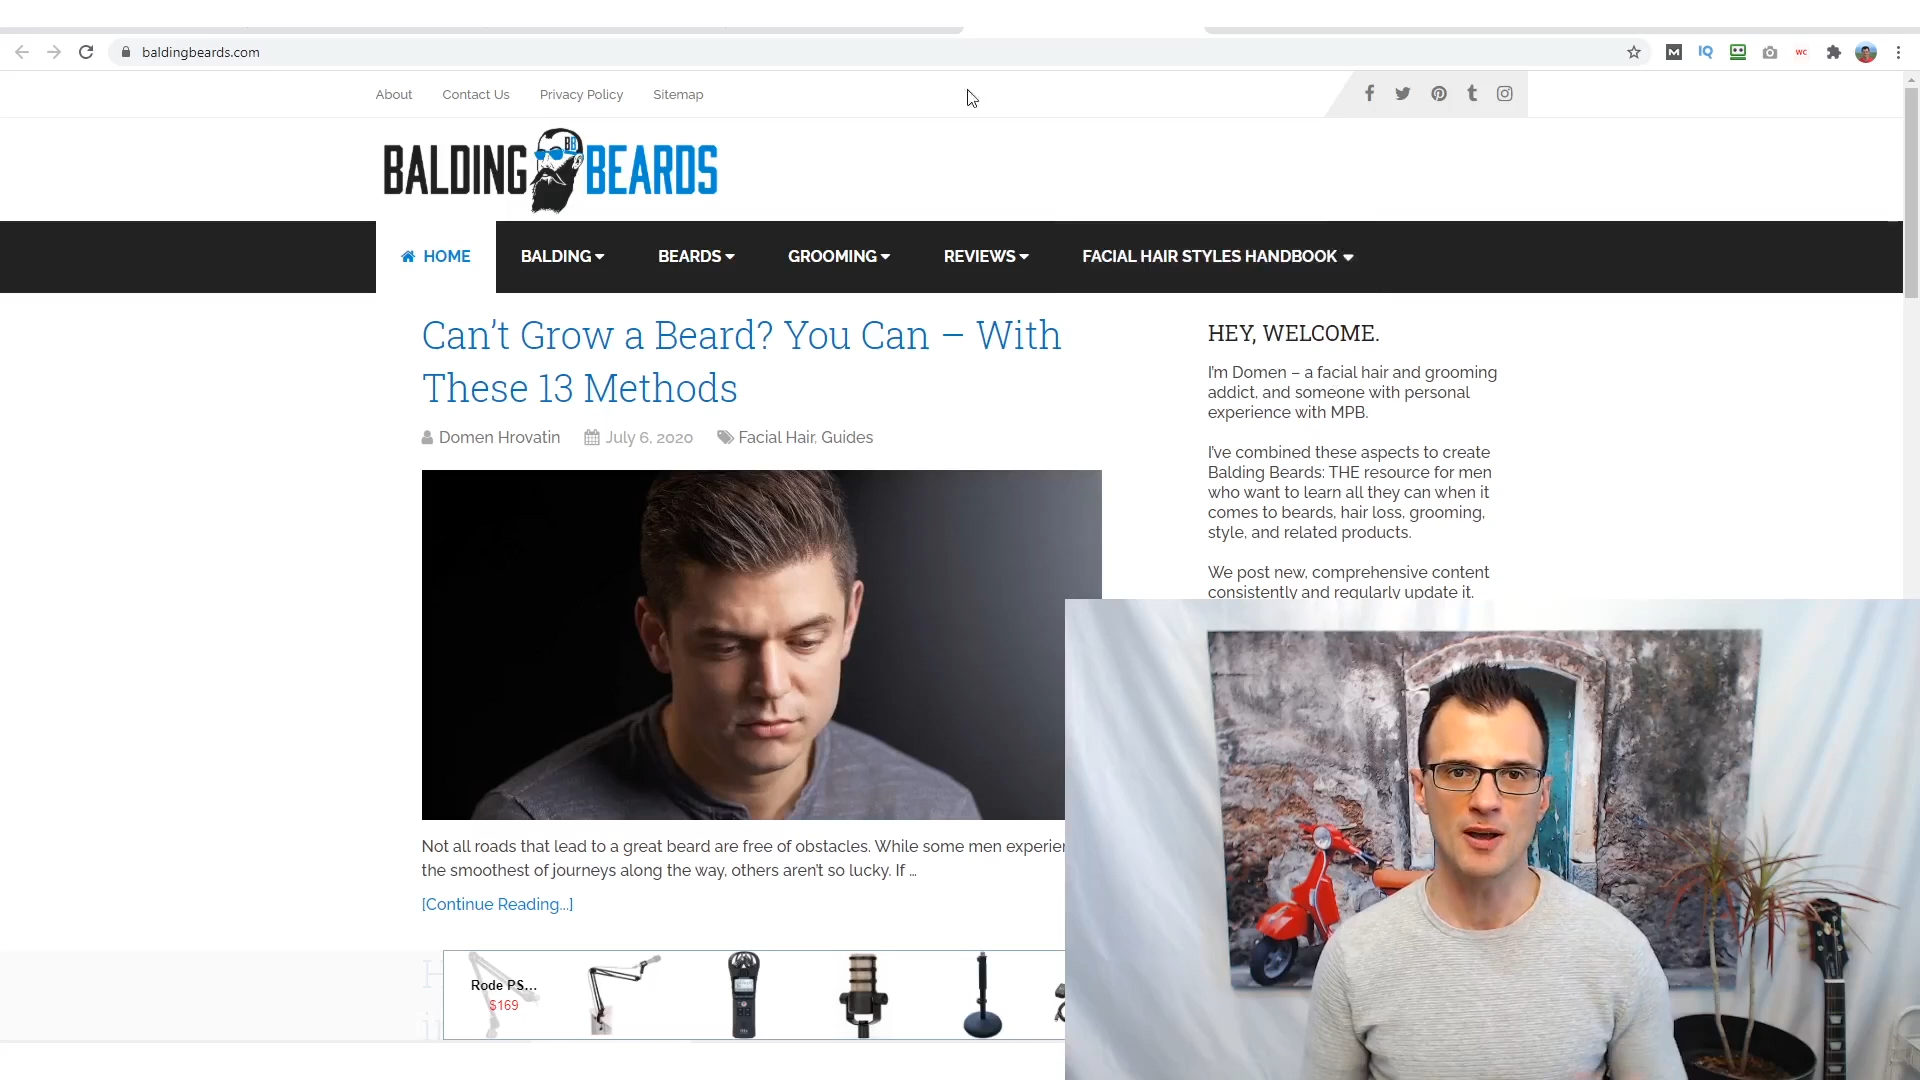 baldingbeards.com
M
IQ
WC
About Contact Us Privacy Policy Sitemap
BALDING BB BEARDS
HOME BALDING BEARDS GROOMING REVIEWS FACIAL HAIR STYLES HANDBOOK
Can’t Grow a Beard? You Can – With
These 13 Methods
Domen Hrovatin July 6, 2020 Facial Hair, Guides
Not all roads that lead to a great beard are free of obstacles. While some men
the smoothest of journeys along the way, others aren’t so lucky. If …
[Continue Reading...]
Rode PS...
$169
HEY, WELCOME.
I’m Domen – a facial hair and grooming
addict, and someone with personal
experience with MPB.
I’ve combined these aspects to create
Balding Beards: THE resource for men
who want to learn all they can when it
comes to beards, hair loss, grooming,
style, and related products.
We post new, comprehensive content
consistently and regularly update it.